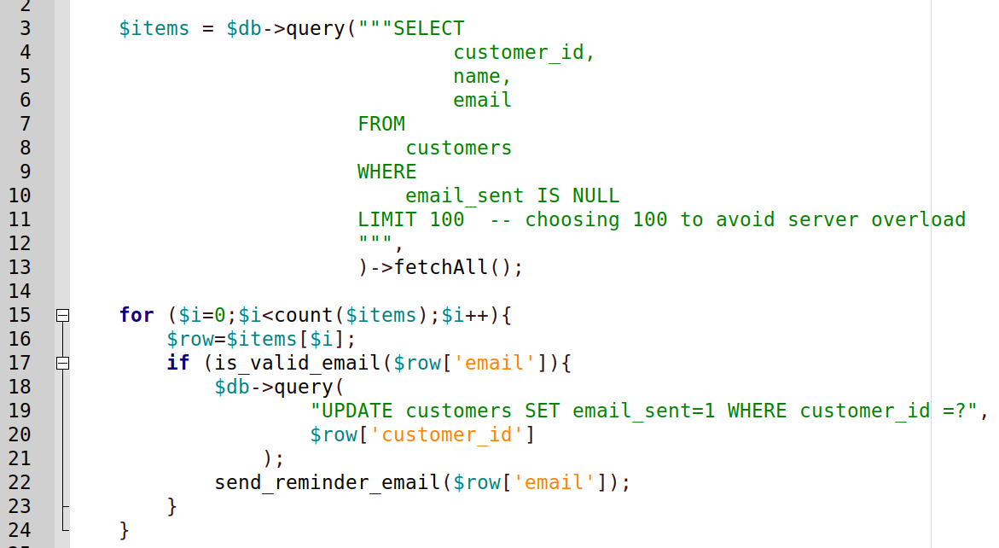 2
3 $items = $db->query("""SELECT
4 customer_id,
5 name,
6 email
7 FROM
8 customers
9 WHERE
10 email_sent IS NULL
11 LIMIT 100  -- choosing 100 to avoid server overload
12 """,
13 )->fetchAll();
14
15 for ($i=0;$i<count($items);$i++){
16 $row=$items[$i];
17 if (is_valid_email($row['email']){
18 $db->query(
19 "UPDATE customers SET email_sent=1 WHERE customer_id =?",
20 $row['customer_id']
21 );
22 send_reminder_email($row['email']);
23 }
24 }